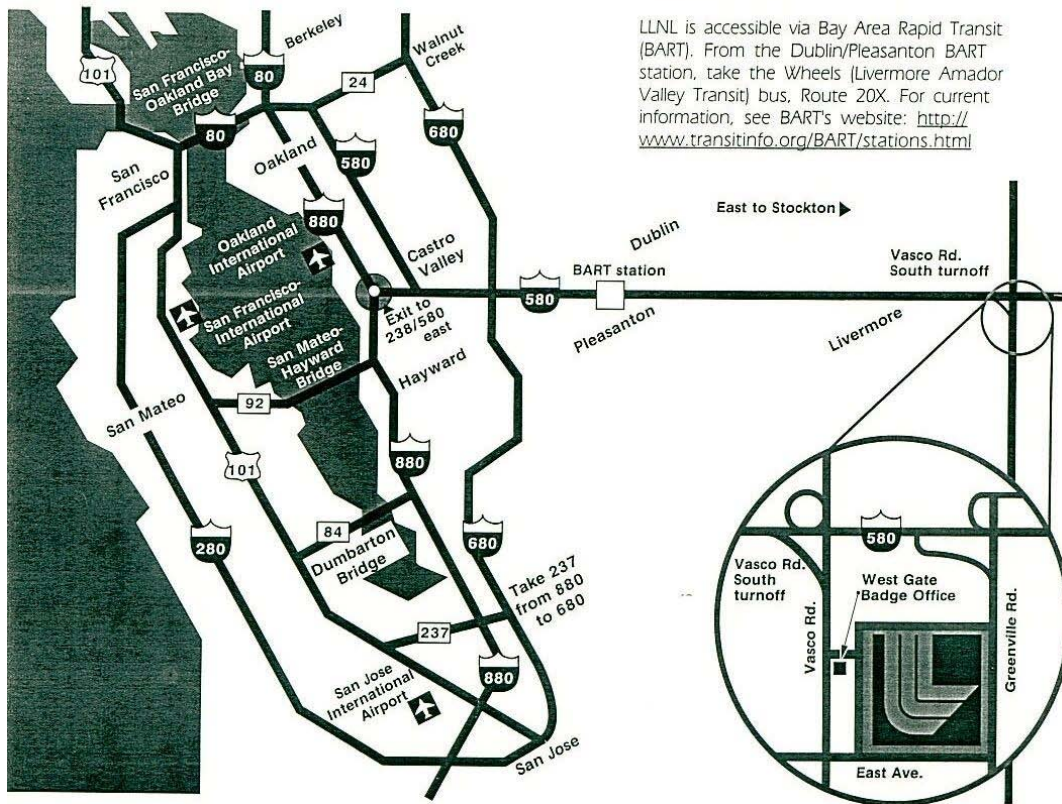 LLNL is accessible via Bay Area Rapid Transit
(BART). From the Dublin/Pleasanton BART
station, take the Wheels (Livermore Amador
Valley Transit) bus, Route 20X. For current
information, see BART's website: http://
www.transitinfo.org/BART/stations.html
101
San Francisco-
Oakland Bay
Bridge
Berkeley
80
Walnut
Creek
24
80
680
San
Francisco
Oakland
580
880
Oakland
International
Airport
Castro
Valley
East to Stockton
Dublin
BART station
Vasco Rd.
South turnoff
580
Pleasanton
Livermore
San Francisco-
International
Airport
Exit to
238/580
east
San Mateo-
Hayward
Bridge
Hayward
92
San Mateo
101
880
84
Dumbarton
Bridge
280
680
Take 237
from 880
to 680
237
880
San Jose
International
Airport
San Jose
580
Vasco Rd.
South
turnoff
West Gate
Badge Office
Vasco Rd.
Greenville Rd.
East Ave.